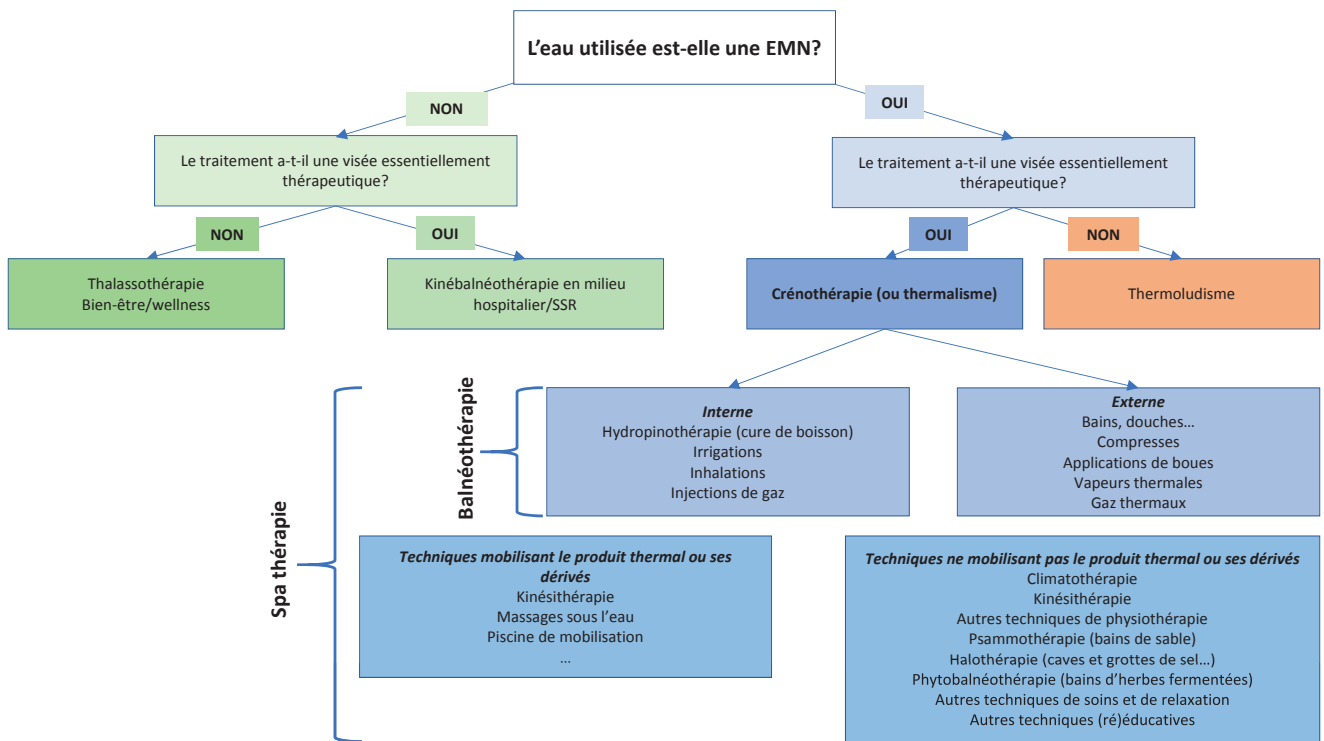 L'eau utilisée est-elle une EMN?
NON
OUI
Le traitement a-t-il une visée essentiellement
thérapeutique?
Le traitement a-t-il une visée essentiellement
thérapeutique?
NON
OUI
OUI
NON
Thalassothérapie
Bien-être/wellness
Kinébalnéothérapie en milieu
hospitalier/SSR
Crénothérapie (ou thermalisme)
Thermoludisme
Spa thérapie
Balnéothérapie
Interne
Hydropinothérapie (cure de boisson)
Irrigations
Inhalations
Injections de gaz
Externe
Bains, douches…
Compresses
Applications de boues
Vapeurs thermales
Gaz thermaux
Techniques mobilisant le produit thermal ou ses
dérivés
Kinésithérapie
Massages sous l'eau
Piscine de mobilisation
…
Techniques ne mobilisant pas le produit thermal ou ses dérivés
Climatothérapie
Kinésithérapie
Autres techniques de physiothérapie
Psammothérapie (bains de sable)
Halothérapie (caves et grottes de sel…)
Phytobalnéothérapie (bains d'herbes fermentées)
Autres techniques de soins et de relaxation
Autres techniques (ré)éducatives